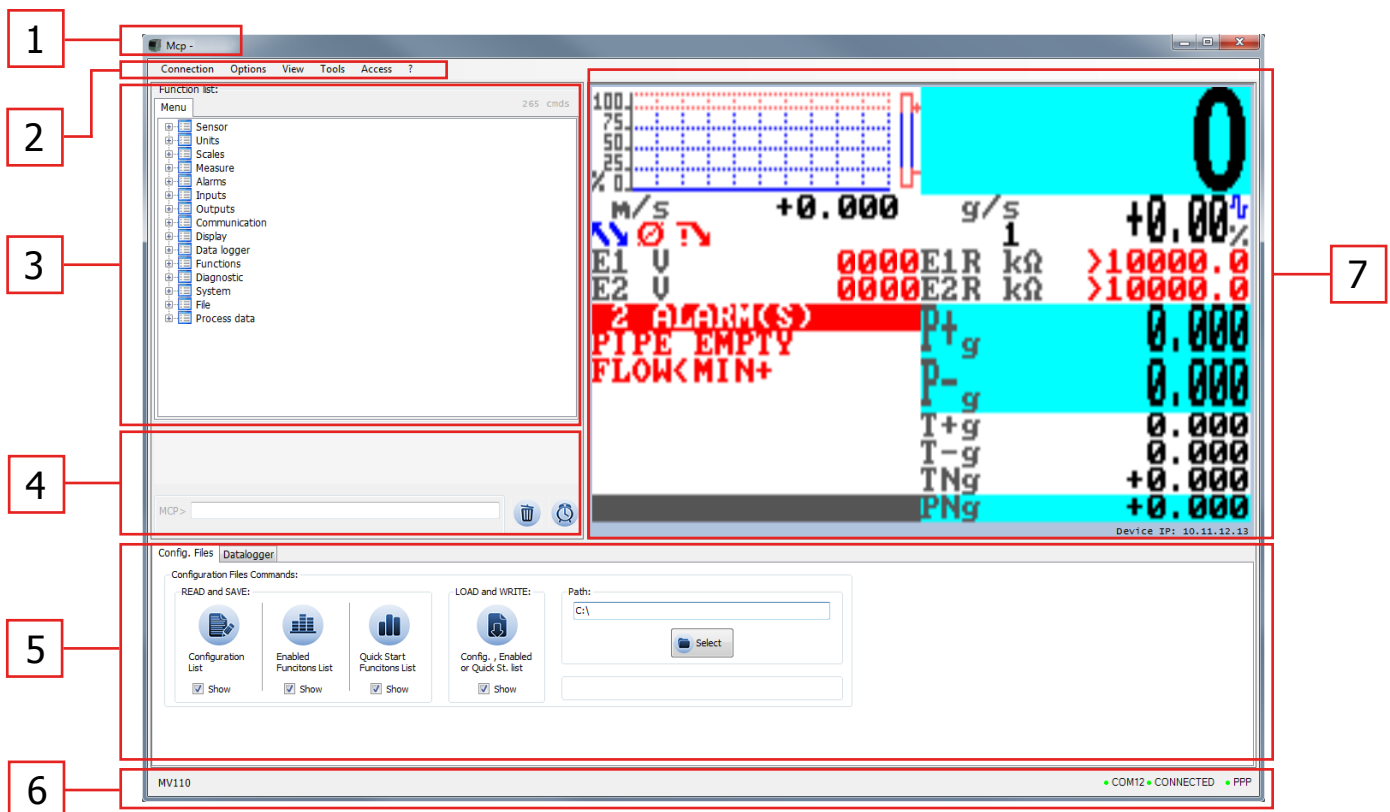 1
Mcp -
2
Connection Options View Tools Access ?
3
Function list:
Menu
265 cmds
Sensor
Units
Scales
Measure
Alarms
Inputs
Outputs
Communication
Display
Data logger
Functions
Diagnostic
System
File
Process data
4
MCP>
7
100
75
50
25
% 0
0
m/s +0.000 g/s +0.00 %
1
E1 V 0000 E1R kΩ >10000.0
E2 V 0000 E2R kΩ >10000.0
2 ALARM(S)
PIPE EMPTY
FLOW<MIN+
P+g 0.000
P-g 0.000
T+g 0.000
T-g 0.000
TNg +0.000
PNg +0.000
Device IP: 10.11.12.13
5
Config. Files Datalogger
Configuration Files Commands:
READ and SAVE:
Configuration
List
Show
Enabled
Funcitons List
Show
Quick Start
Funcitons List
Show
LOAD and WRITE:
Config. , Enabled
or Quick St. list
Show
Path:
C:\
Select
6
MV110
COM12 CONNECTED PPP